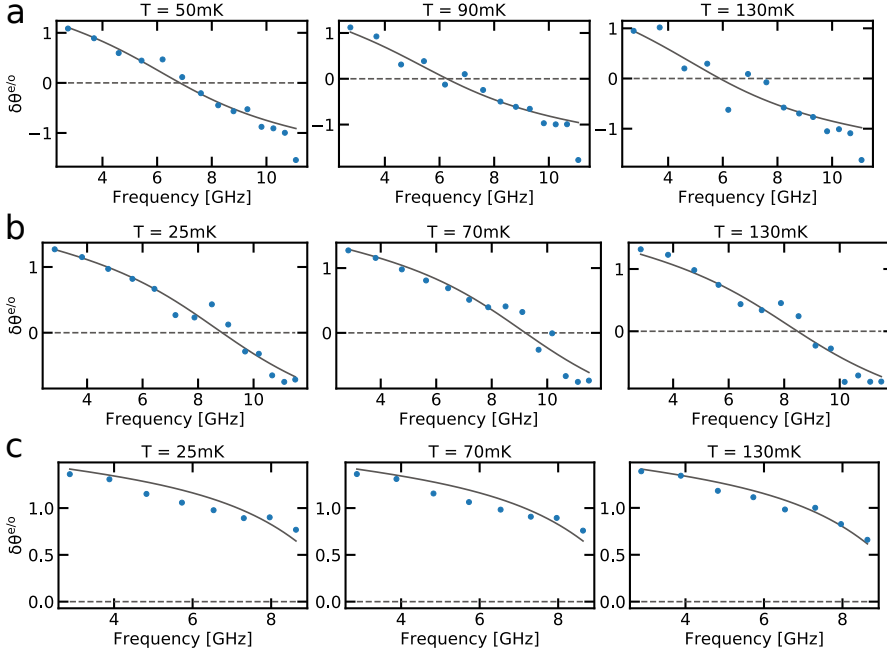 a
T = 50mK
T = 90mK
T = 130mK
δθᵉ/ᵒ
1
0
−1
1
0
−1
1
0
−1
4
6
8
10
4
6
8
10
4
6
8
10
Frequency [GHz]
Frequency [GHz]
Frequency [GHz]
b
T = 25mK
T = 70mK
T = 130mK
δθᵉ/ᵒ
1
0
1
0
1
0
4
6
8
10
4
6
8
10
4
6
8
10
Frequency [GHz]
Frequency [GHz]
Frequency [GHz]
c
T = 25mK
T = 70mK
T = 130mK
δθᵉ/ᵒ
1.0
0.5
0.0
1.0
0.5
0.0
1.0
0.5
0.0
4
6
8
4
6
8
4
6
8
Frequency [GHz]
Frequency [GHz]
Frequency [GHz]